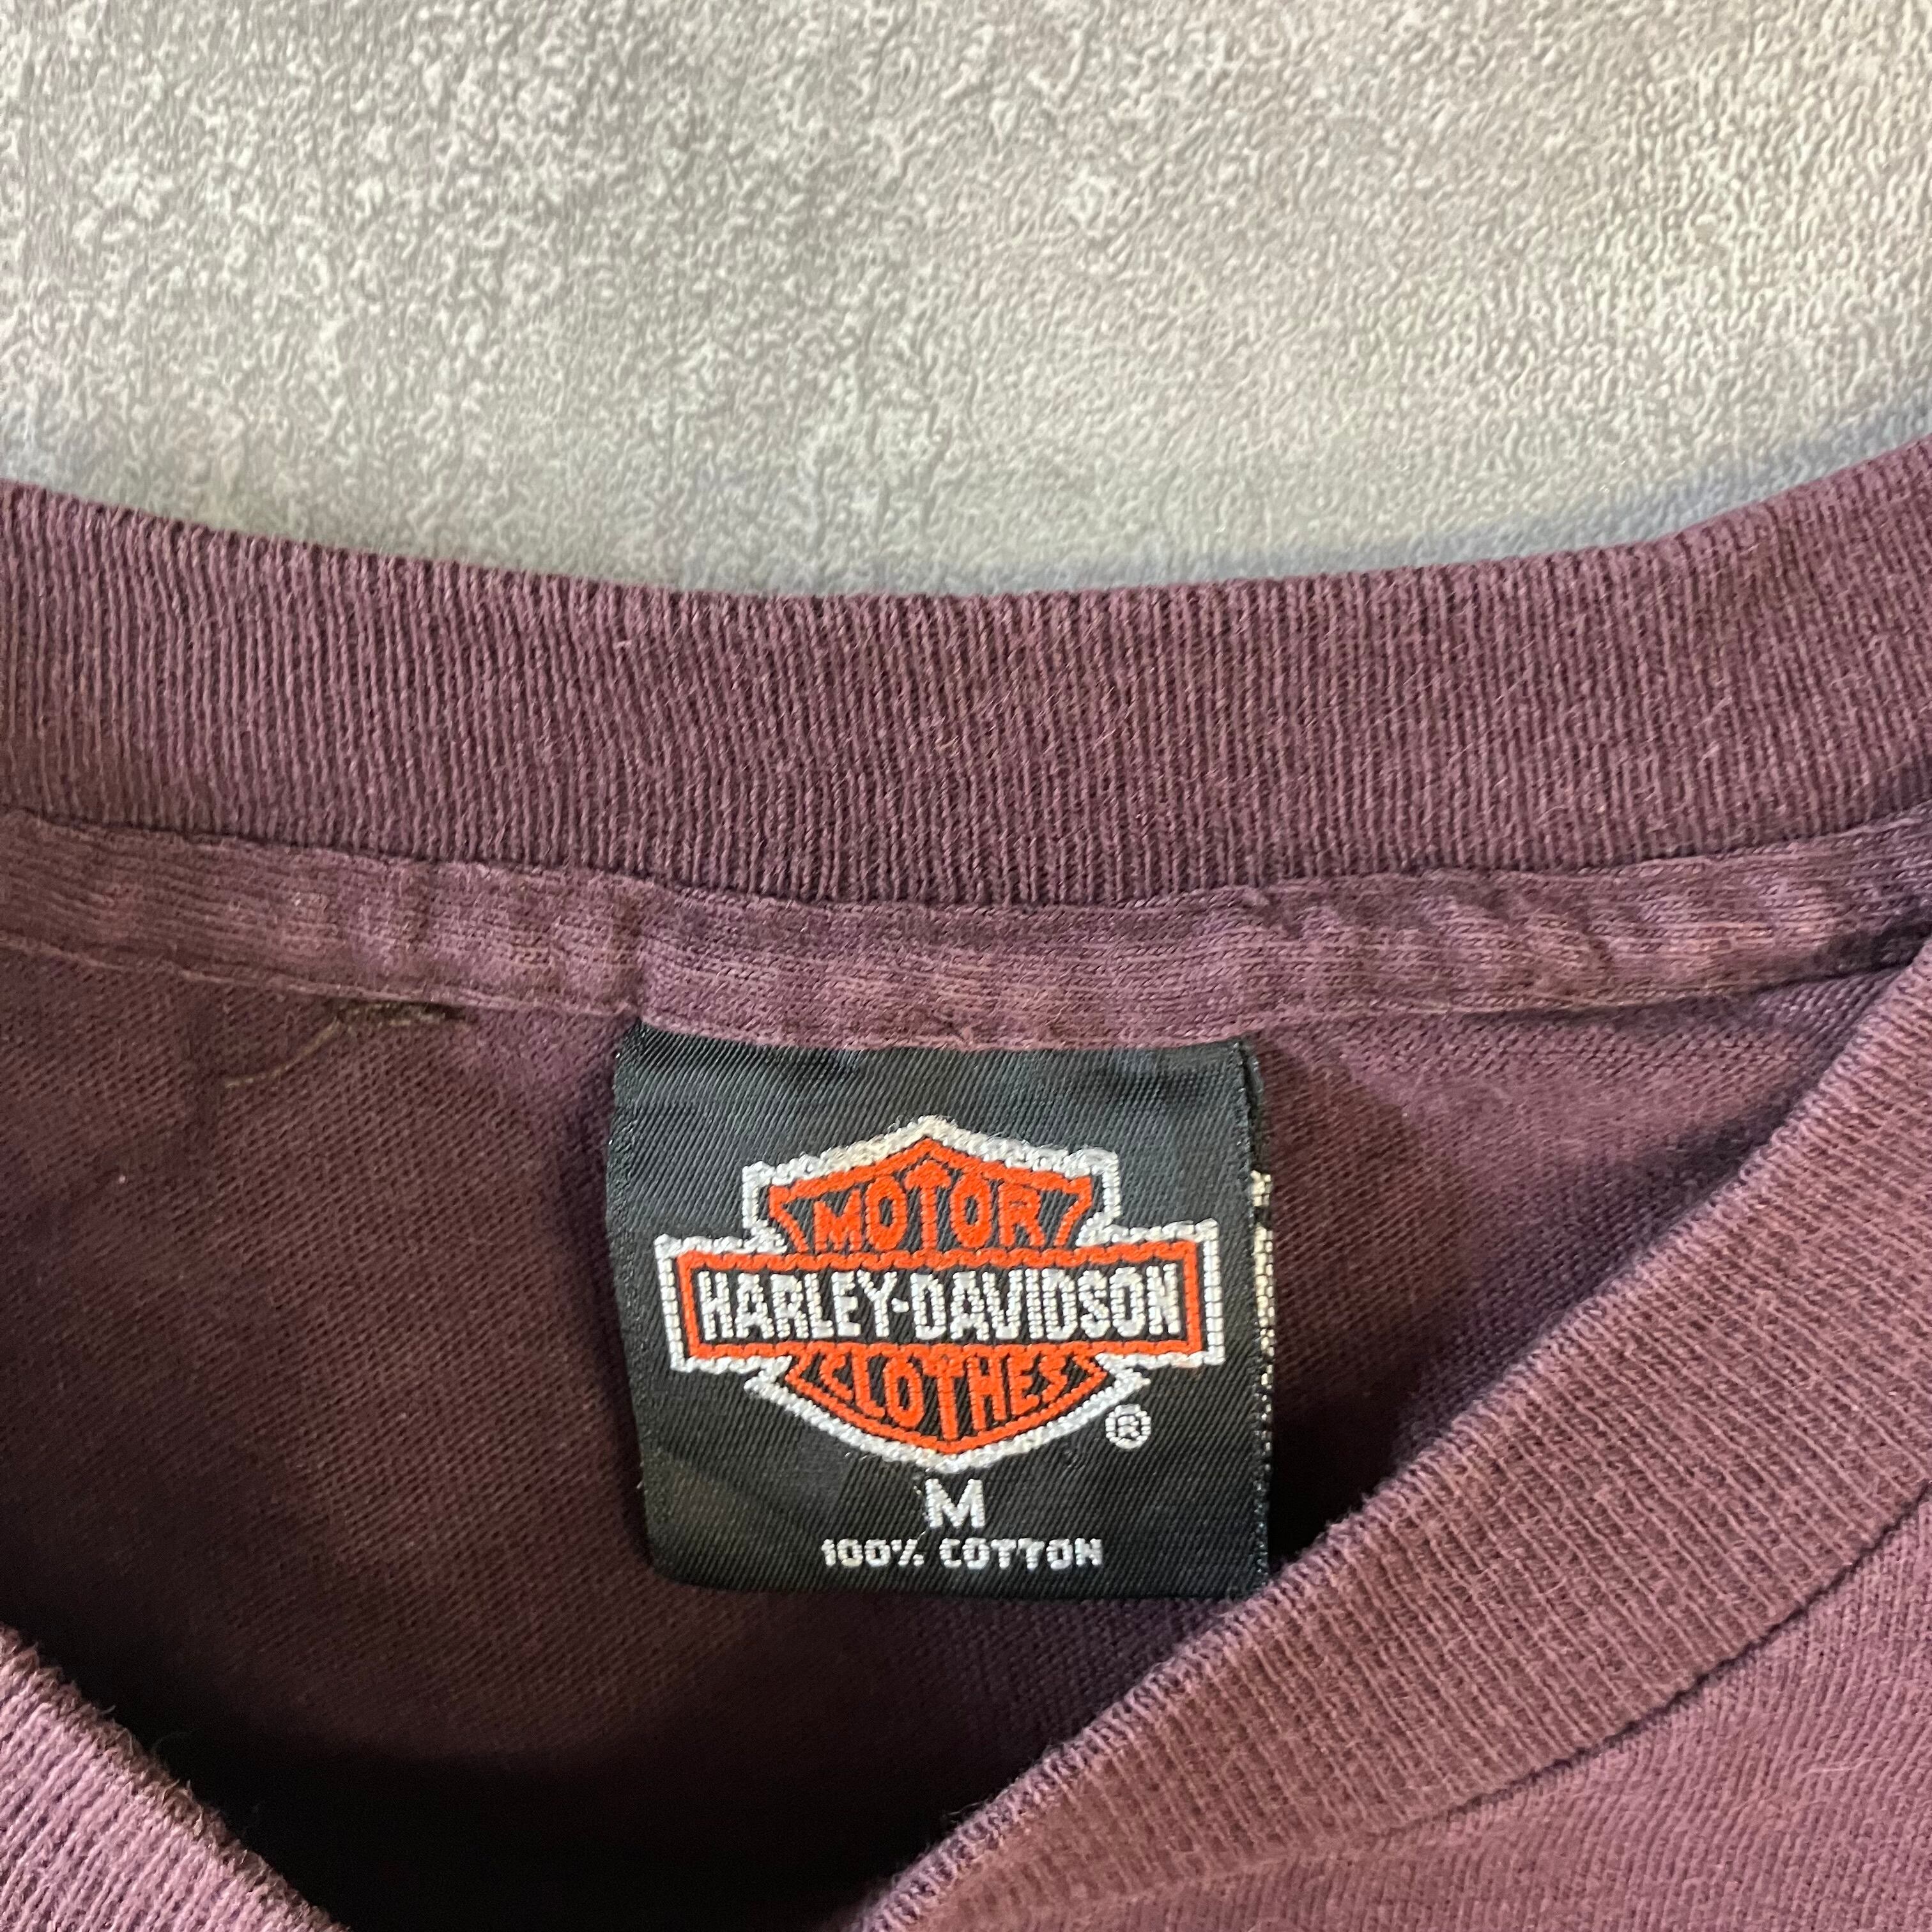 MOTOR
HARLEY-DAVIDSON
CLOTHES
®
M
100% COTTON